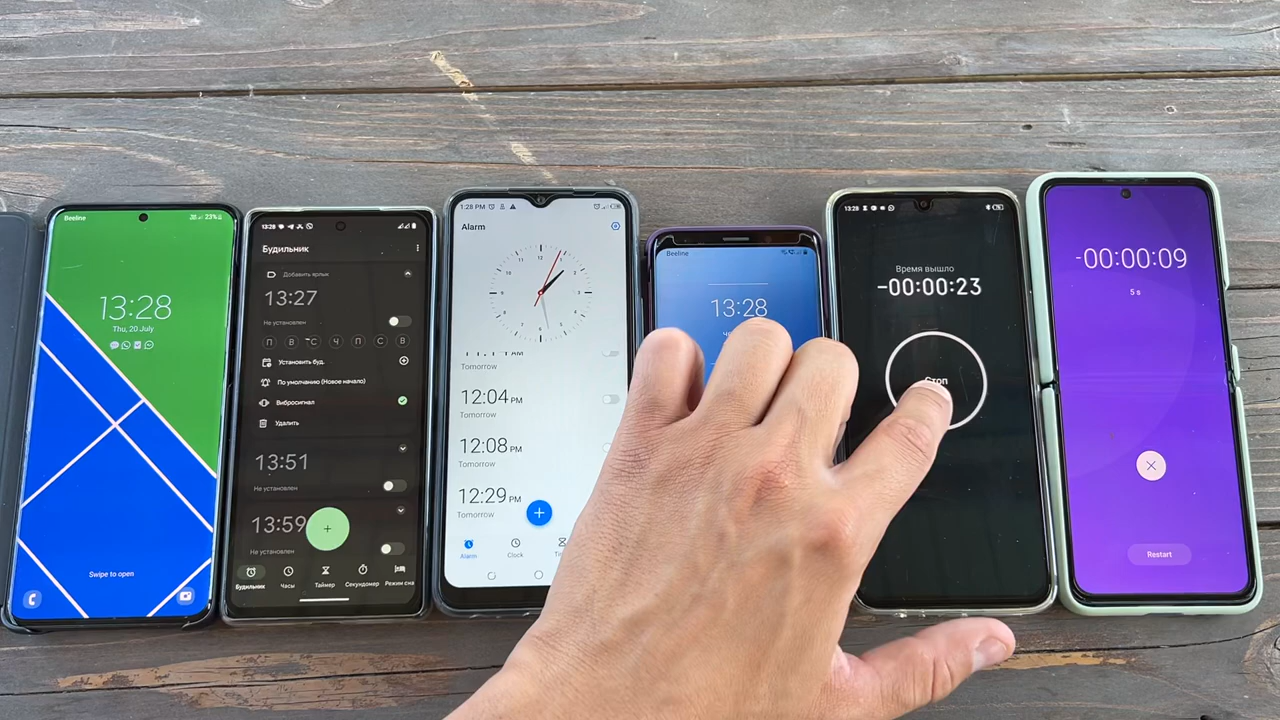 Beeline
23%
13:28
Thu, 20 July
Swipe to open
13:28
Будильник
Добавить ярлык
13:27
Не установлен
П В С Ч П С В
Установить буд.
По умолчанию (Новое начало)
Вибросигнал
Удалить
13:51
Не установлен
13:59
Не установлен
Будильник Часы Таймер Секундомер Режим сна
1:28 PM
Alarm
Tomorrow
12:04 PM
Tomorrow
12:08 PM
Tomorrow
12:29 PM
Tomorrow
Alarm Clock
Beeline
13:28
13:28
Время вышло
-00:00:23
Стоп
-00:00:09
5 s
Restart